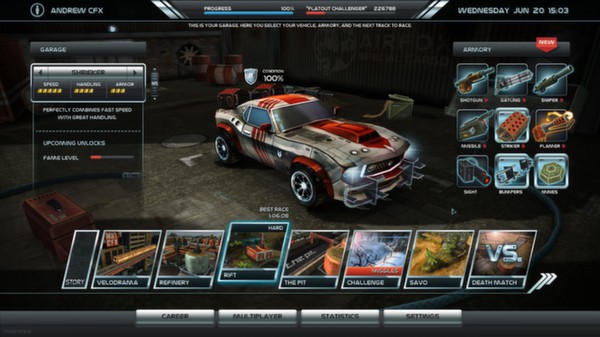 ANDREW CFX
PROGRESS 100% "FLATOUT CHALLENGER" 226788
WEDNESDAY JUN 20 15:03
THIS IS YOUR GARAGE. HERE YOU SELECT YOUR VEHICLE, ARMORY, AND THE NEXT TRACK TO RACE.
GARAGE
SHRIEKER
SPEED HANDLING ARMOR
PERFECTLY COMBINES FAST SPEED
WITH GREAT HANDLING.
UPCOMING UNLOCKS
FAME LEVEL
CONDITION
100%
NEW
ARMORY
SHOTGUN GATLING SNIPER
MISSILE STRIKER FLAMER
SIGHT BUMPERS MINES
BEST RACE
HARD
STORY
VELODRAMA
REFINERY
RIFT
THE PIT
MISSILES
CHALLENGE
SAVO
VS.
DEATH MATCH
CAREER MULTIPLAYER STATISTICS SETTINGS